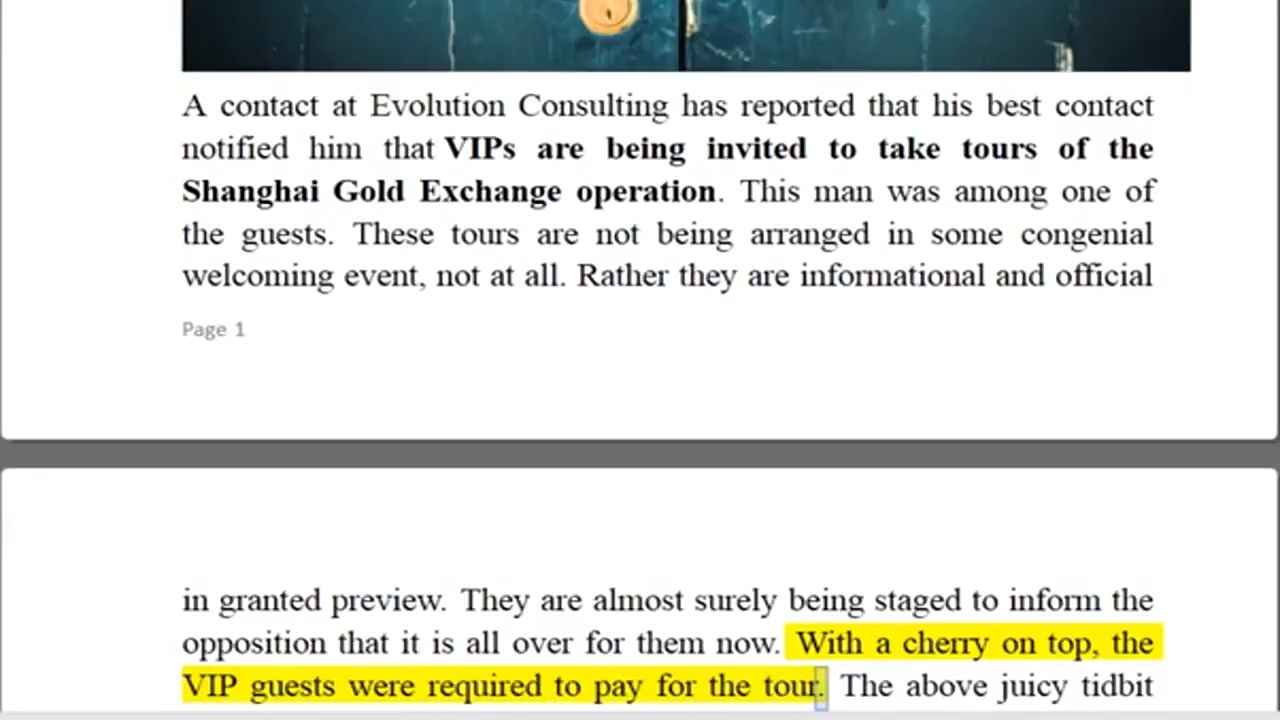 A contact at Evolution Consulting has reported that his best contact
notified him that VIPs are being invited to take tours of the
Shanghai Gold Exchange operation. This man was among one of
the guests. These tours are not being arranged in some congenial
welcoming event, not at all. Rather they are informational and official
Page 1
in granted preview. They are almost surely being staged to inform the
opposition that it is all over for them now. With a cherry on top, the
VIP guests were required to pay for the tour. The above juicy tidbit